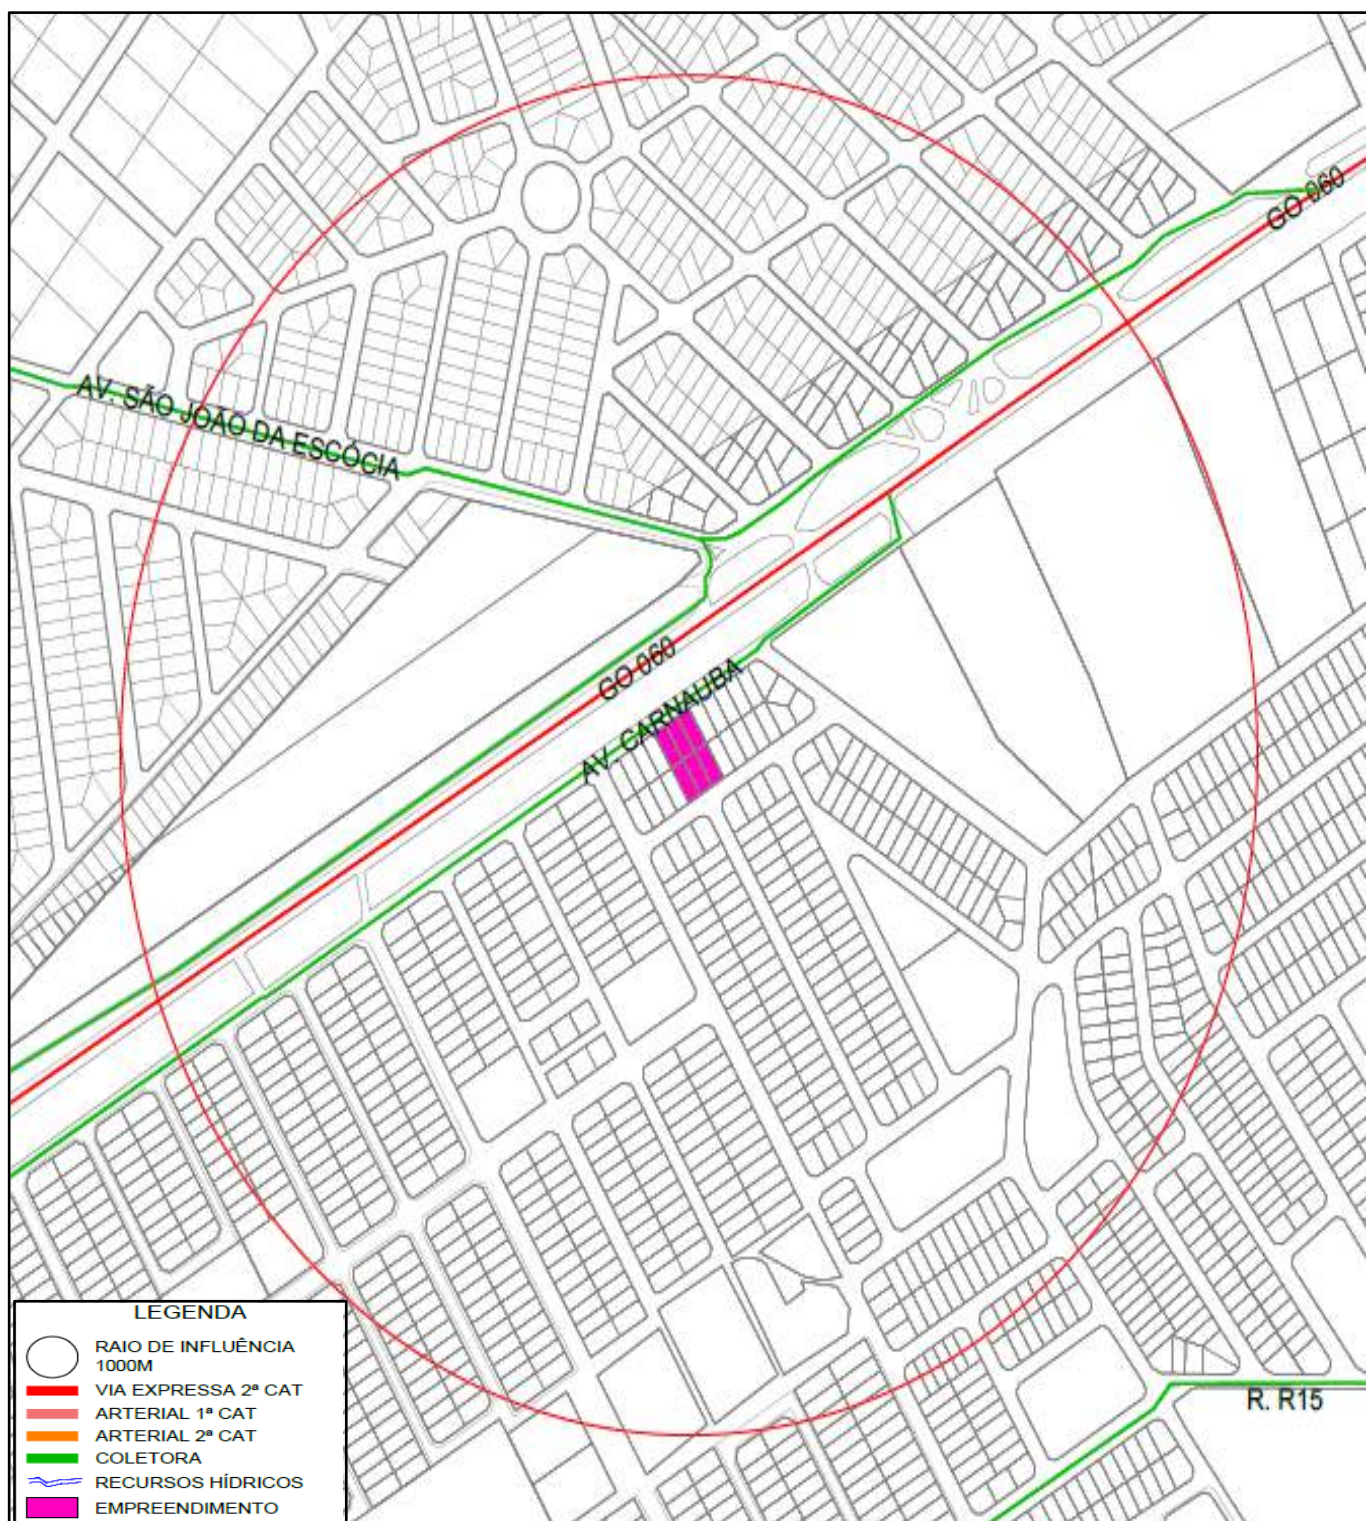 GO 060
AV. SÃO JOÃO DA ESCÓCIA
GO 060
AV. CARNAUBA
R. R15
LEGENDA
RAIO DE INFLUÊNCIA
1000M
VIA EXPRESSA 2ª CAT
ARTERIAL 1ª CAT
ARTERIAL 2ª CAT
COLETORA
RECURSOS HÍDRICOS
EMPREENDIMENTO